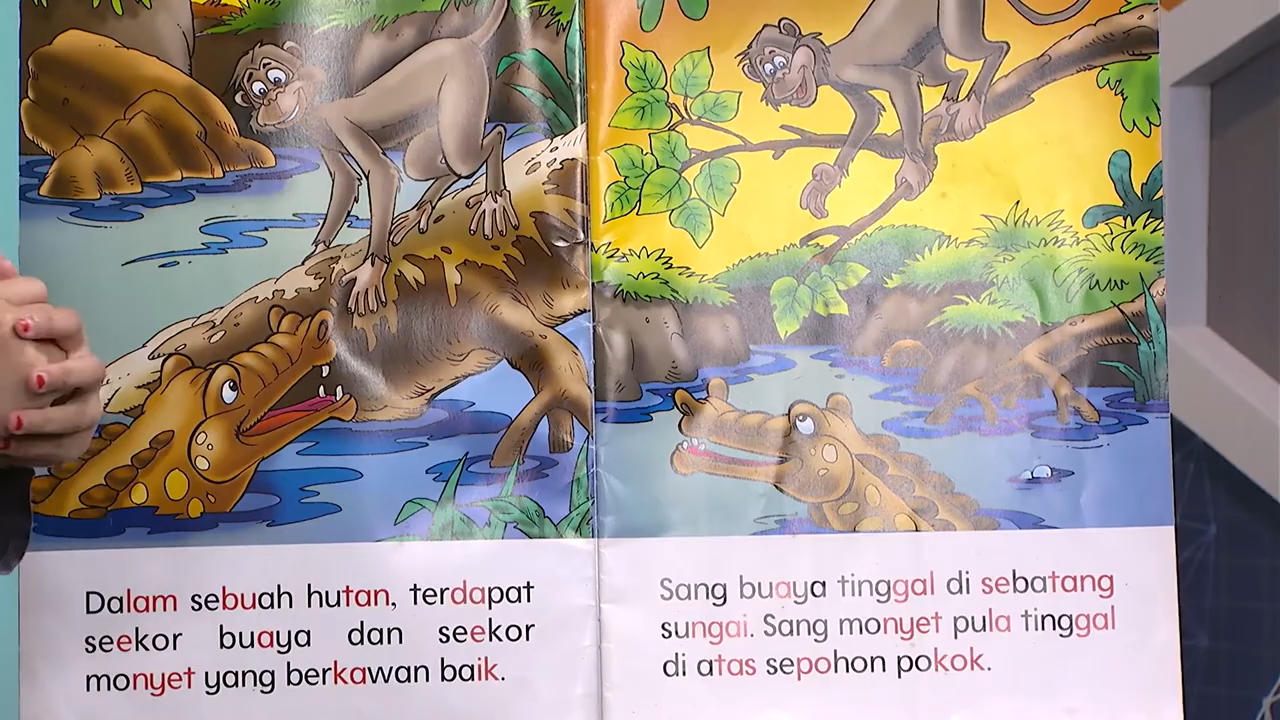 Dalam sebuah hutan, terdapat
seekor buaya dan seekor
monyet yang berkawan baik.
Sang buaya tinggal di sebatang
sungai. Sang monyet pula tinggal
di atas sepohon pokok.